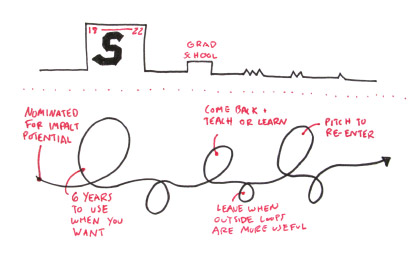 18 22
S
GRAD
SCHOOL
NOMINATED
FOR IMPACT
POTENTIAL
COME BACK +
TEACH OR LEARN
PITCH TO
RE-ENTER
6 YEARS
TO USE
WHEN YOU
WANT
LEAVE WHEN
OUTSIDE LOOPS
ARE MORE USEFUL